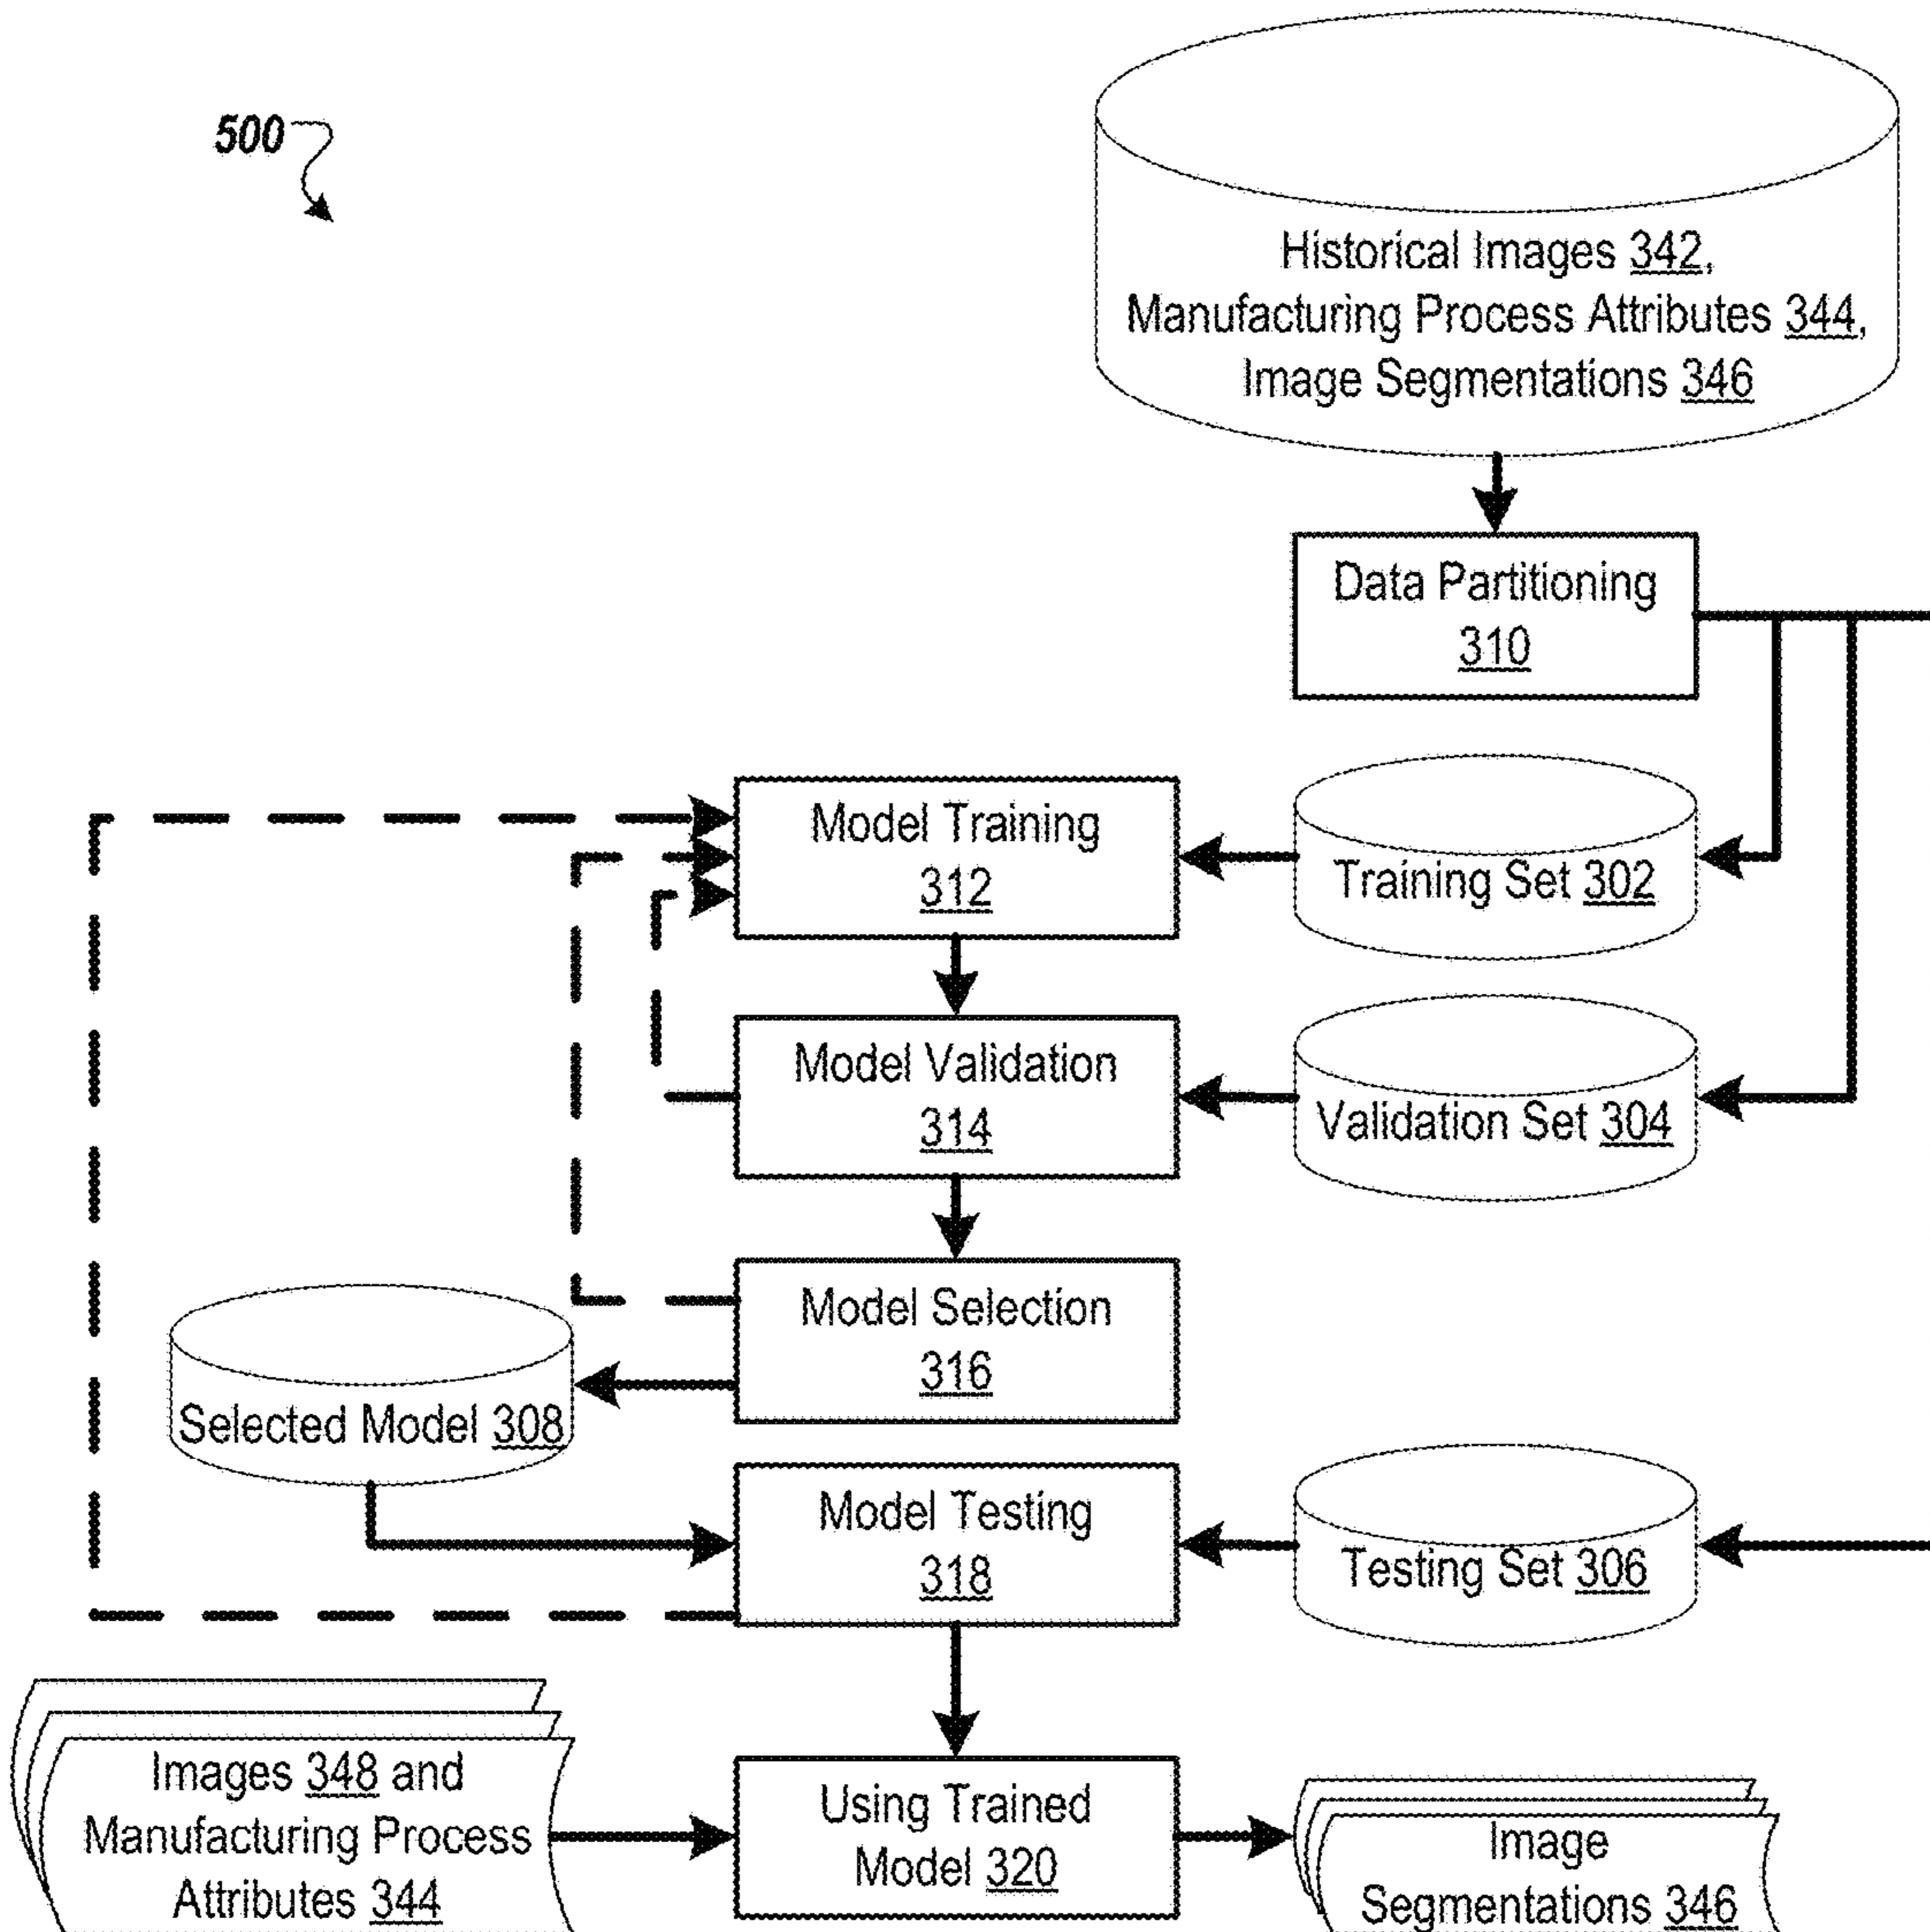 500
Historical Images 342,
Manufacturing Process Attributes 344,
Image Segmentations 346
Data Partitioning
310
Model Training
312
Training Set 302
Model Validation
314
Validation Set 304
Model Selection
316
Selected Model 308
Model Testing
318
Testing Set 306
Images 348 and
Manufacturing Process
Attributes 344
Using Trained
Model 320
Image
Segmentations 346